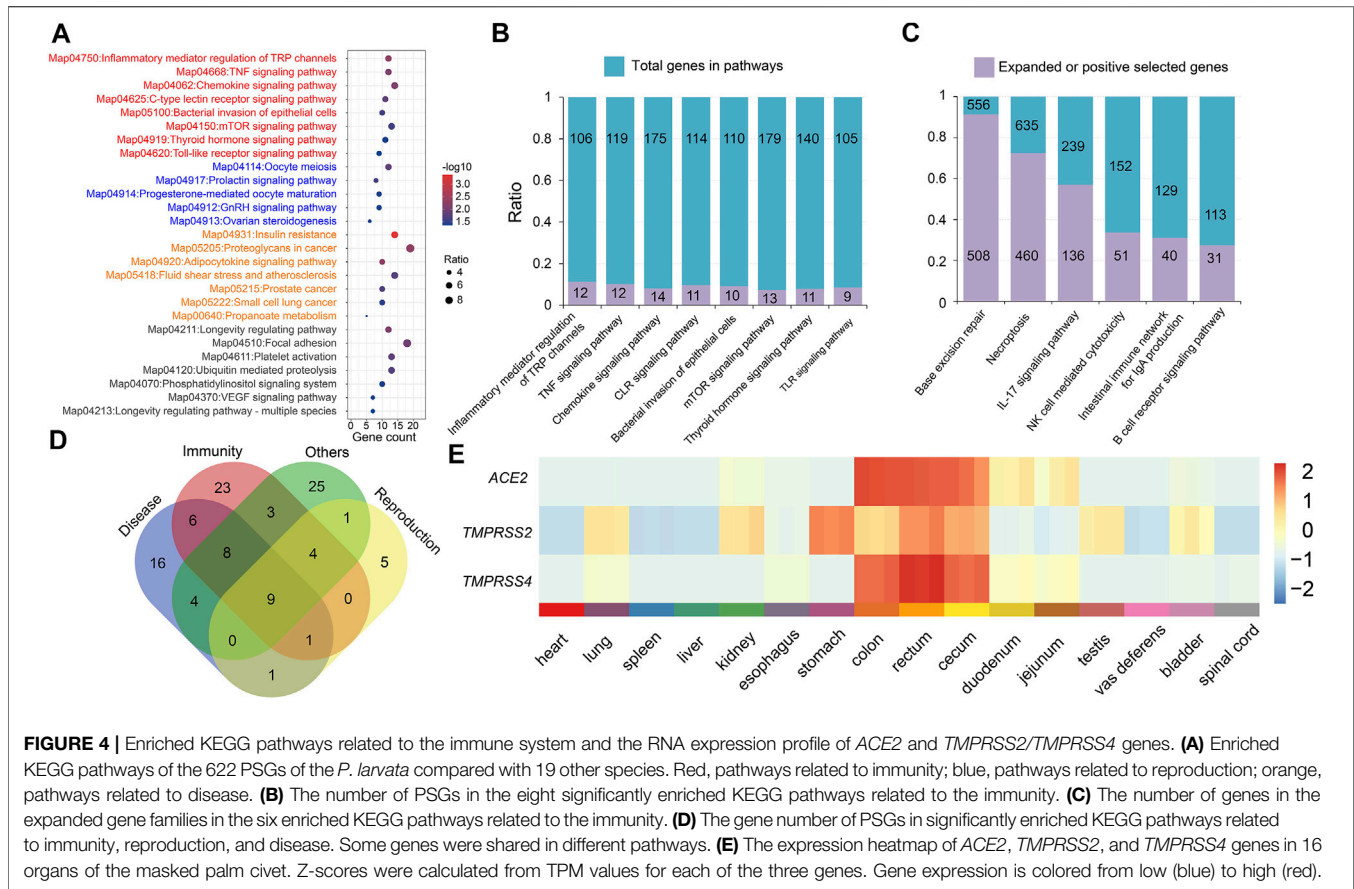 A
Map04750:Inflammatory mediator regulation of TRP channels
Map04668:TNF signaling pathway
Map04062:Chemokine signaling pathway
Map04625:C-type lectin receptor signaling pathway
Map05100:Bacterial invasion of epithelial cells
Map04150:mTOR signaling pathway
Map04919:Thyroid hormone signaling pathway
Map04620:Toll-like receptor signaling pathway
Map04114:Oocyte meiosis
Map04917:Prolactin signaling pathway
Map04914:Progesterone-mediated oocyte maturation
Map04912:GnRH signaling pathway
Map04913:Ovarian steroidogenesis
Map04931:Insulin resistance
Map05205:Proteoglycans in cancer
Map04920:Adipocytokine signaling pathway
Map05418:Fluid shear stress and atherosclerosis
Map05215:Prostate cancer
Map05222:Small cell lung cancer
Map00640:Propanoate metabolism
Map04211:Longevity regulating pathway
Map04510:Focal adhesion
Map04611:Platelet activation
Map04120:Ubiquitin mediated proteolysis
Map04070:Phosphatidylinositol signaling system
Map04370:VEGF signaling pathway
Map04213:Longevity regulating pathway - multiple species
0 5 10 15 20
Gene count
-log10
3.0
2.5
2.0
1.5
Ratio
4
6
8
B
Total genes in pathways
Ratio
1
0.8
0.6
0.4
0.2
0
106 119 175 114 110 179 140 105
12 12 14 11 10 13 11 9
Inflammatory mediator regulation
of TRP channels
TNF signaling pathway
Chemokine signaling pathway
CLR signaling pathway
Bacterial invasion of epithelial cells
mTOR signaling pathway
Thyroid hormone signaling pathway
TLR signaling pathway
C
Expanded or positive selected genes
1
0.8
0.6
0.4
0.2
0
556 635 239 152 129 113
508 460 136 51 40 31
Base excision repair
Necroptosis
IL-17 signaling pathway
NK cell mediated cytotoxicity
Intestinal immune network
for IgA production
B cell receptor signaling pathway
D
Disease
Immunity
Others
Reproduction
23
25
6
3
1
16
8
4
5
4
9
0
0
1
1
E
ACE2
TMPRSS2
TMPRSS4
heart
lung
spleen
liver
kidney
esophagus
stomach
colon
rectum
cecum
duodenum
jejunum
testis
vas deferens
bladder
spinal cord
2
1
0
−1
−2
FIGURE 4 | Enriched KEGG pathways related to the immune system and the RNA expression profile of ACE2 and TMPRSS2/TMPRSS4 genes. (A) Enriched
KEGG pathways of the 622 PSGs of the P. larvata compared with 19 other species. Red, pathways related to immunity; blue, pathways related to reproduction; orange,
pathways related to disease. (B) The number of PSGs in the eight significantly enriched KEGG pathways related to the immunity. (C) The number of genes in the
expanded gene families in the six enriched KEGG pathways related to the immunity. (D) The gene number of PSGs in significantly enriched KEGG pathways related
to immunity, reproduction, and disease. Some genes were shared in different pathways. (E) The expression heatmap of ACE2, TMPRSS2, and TMPRSS4 genes in 16
organs of the masked palm civet. Z-scores were calculated from TPM values for each of the three genes. Gene expression is colored from low (blue) to high (red).